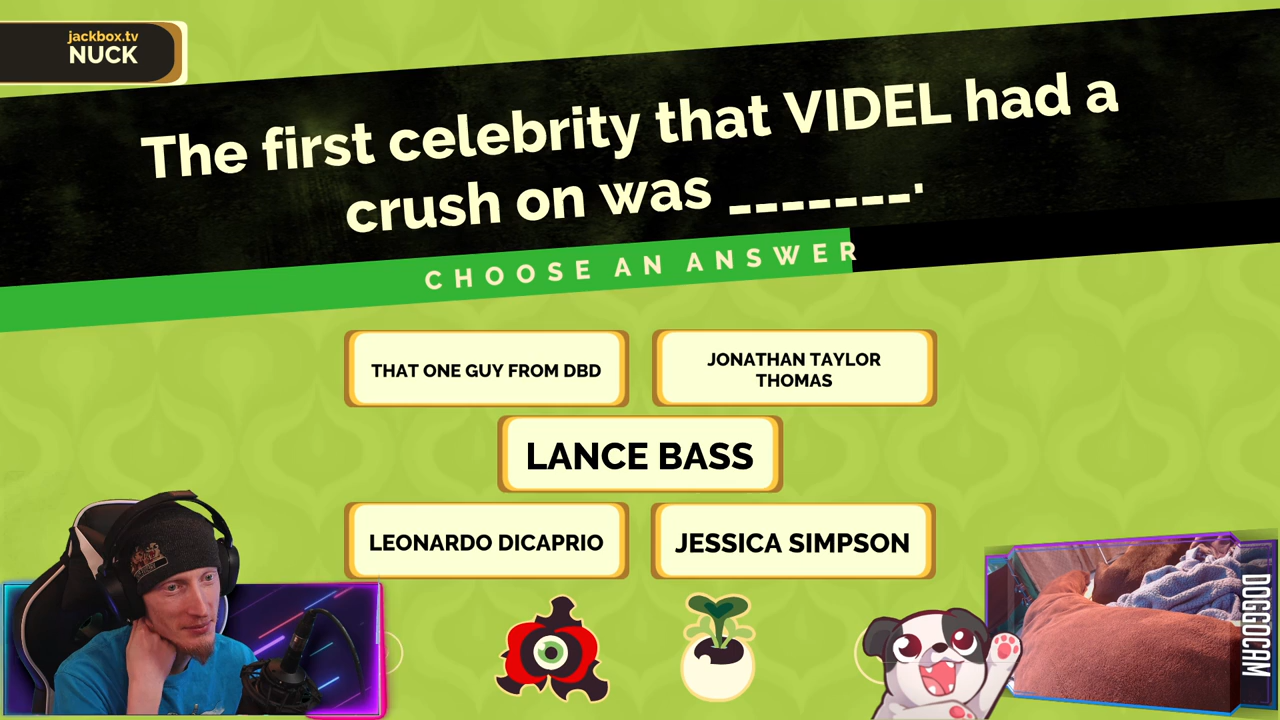 jackbox.tv
NUCK
The first celebrity that VIDEL had a
crush on was _______.
CHOOSE AN ANSWER
THAT ONE GUY FROM DBD
JONATHAN TAYLOR
THOMAS
LANCE BASS
LEONARDO DICAPRIO
JESSICA SIMPSON
DOGGOCAM